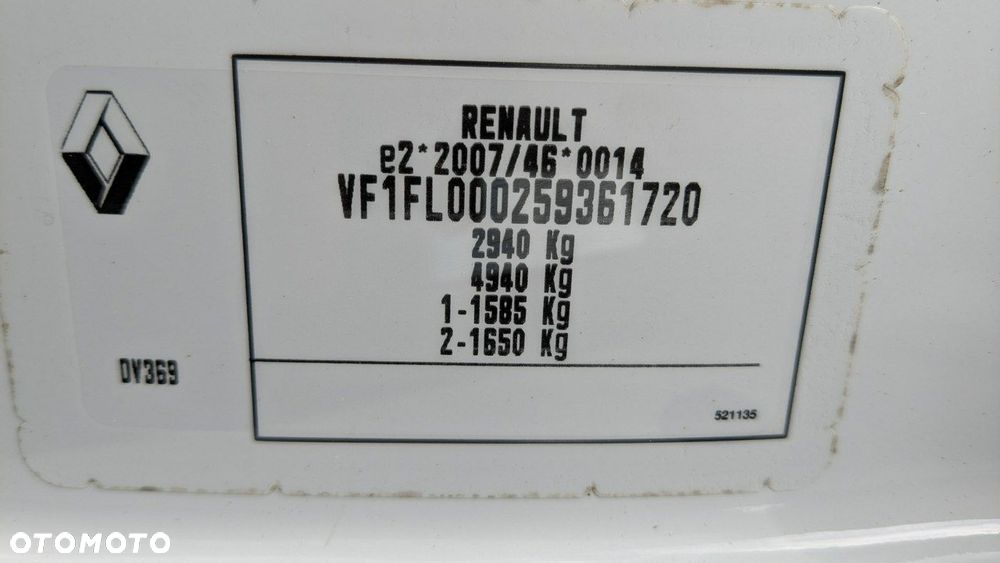 RENAULT
e2*2007/46*0014
VF1FL000259361720
2940 Kg
4940 Kg
1-1585 Kg
2-1650 Kg
DV369
521135
OTOMOTO